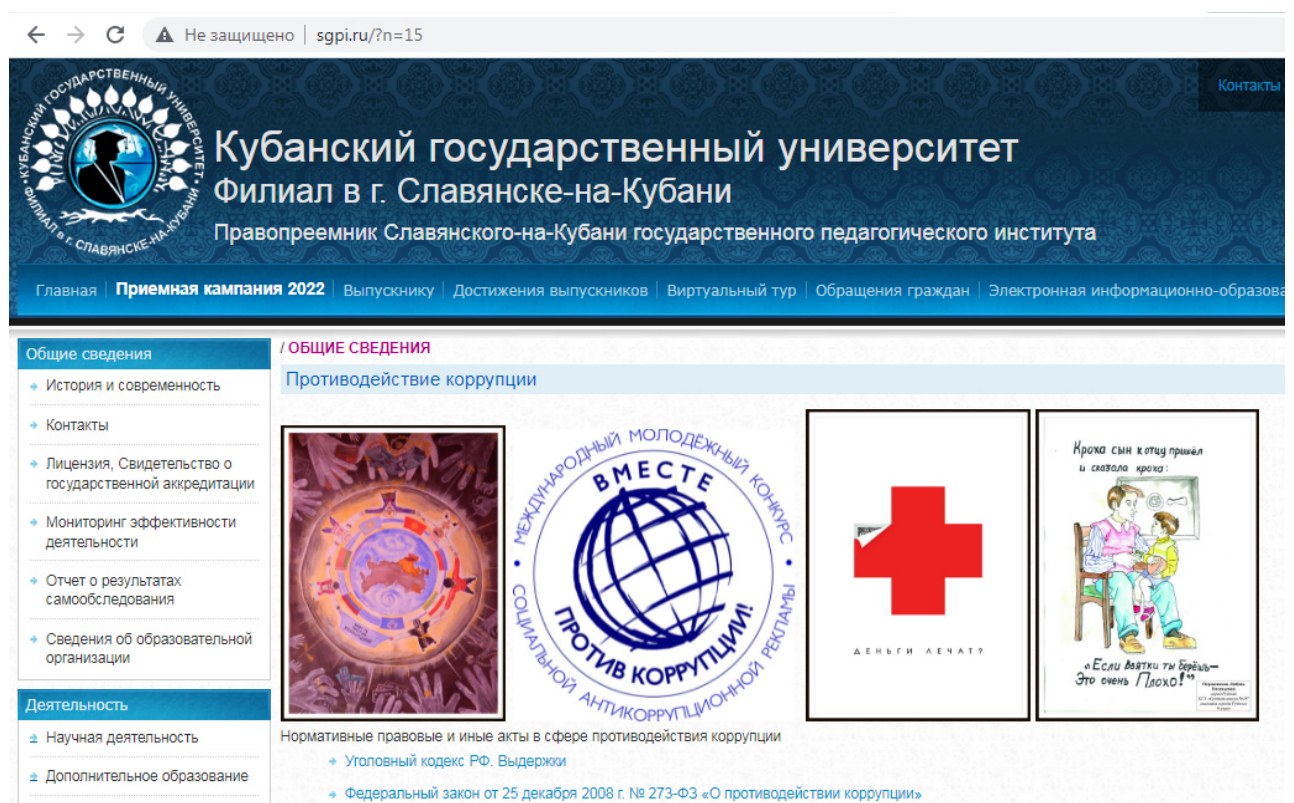 Не защищено
sgpi.ru/?n=15
Контакты
КУБАНСКИЙ ГОСУДАРСТВЕННЫЙ УНИВЕРСИТЕТ
ФИЛИАЛ в г. СЛАВЯНСКЕ-НА-КУБАНИ
Кубанский государственный университет
Филиал в г. Славянске-на-Кубани
Правопреемник Славянского-на-Кубани государственного педагогического института
Главная
Приемная кампания 2022
Выпускнику
Достижения выпускников
Виртуальный тур
Обращения граждан
Электронная информационно-образова
Общие сведения
История и современность
Контакты
Лицензия, Свидетельство о
государственной аккредитации
Мониторинг эффективности
деятельности
Отчет о результатах
самообследования
Сведения об образовательной
организации
Деятельность
Научная деятельность
Дополнительное образование
/ ОБЩИЕ СВЕДЕНИЯ
Противодействие коррупции
МЕЖДУНАРОДНЫЙ МОЛОДЁЖНЫЙ КОНКУРС
СОЦИАЛЬНОЙ АНТИКОРРУПЦИОННОЙ РЕКЛАМЫ
ВМЕСТЕ
ПРОТИВ КОРРУПЦИИ!
ДЕНЬГИ ЛЕЧАТ?
Кроха сын к отцу пришёл
и сказала кроха:
«Если взятки ты берёшь—
Это очень Плохо!"
Нормативные правовые и иные акты в сфере противодействия коррупции
Уголовный кодекс РФ. Выдержки
Федеральный закон от 25 декабря 2008 г. № 273-ФЗ «О противодействии коррупции»